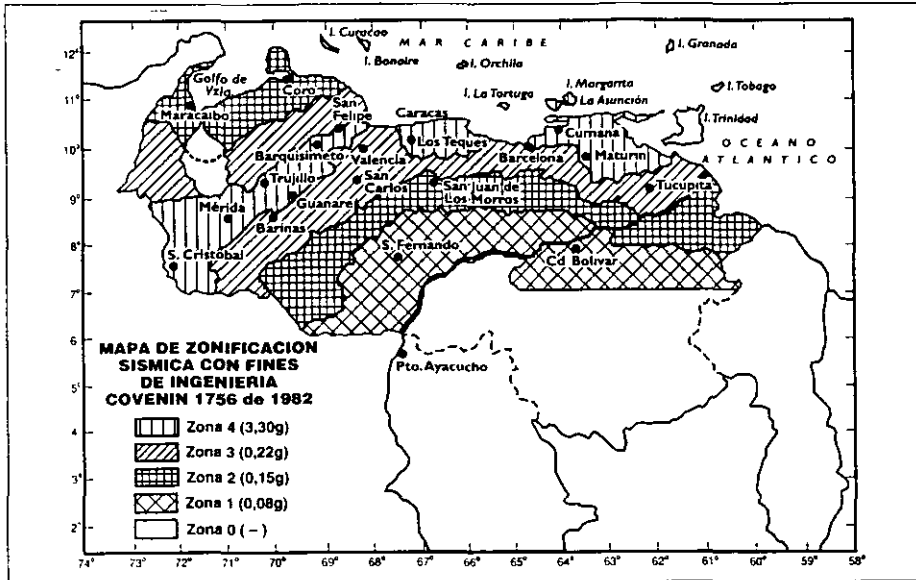 I. Curacao
MAR CARIBE
I. Granada
I. Bonaire
I. Orchila
Golfo de
Vzla
Coro
I. La Tortuga
I. Margarita
La Asunción
I. Tobago
I. Trinidad
Maracaibo
San
Felipe
Caracas
Los Teques
Cumana
OCEANO
ATLANTICO
Barquisimeto
Valencia
Barcelona
Maturin
Trujillo
San
Carlos
San Juan de
Los Morros
Tucupita
Mérida
Guanare
Barinas
S. Cristóbal
S. Fernando
Cd. Bolivar
Pto. Ayacucho
12°
11°
10°
9°
8°
7°
6°
5°
4°
3°
2°
MAPA DE ZONIFICACION
SISMICA CON FINES
DE INGENIERIA
COVENIN 1756 de 1982
Zona 4 (3,30g)
Zona 3 (0,22g)
Zona 2 (0,15g)
Zona 1 (0,08g)
Zona 0 (-)
74° 73° 72° 71° 70° 69° 68° 67° 66° 65° 64° 63° 62° 61° 60° 59° 58°